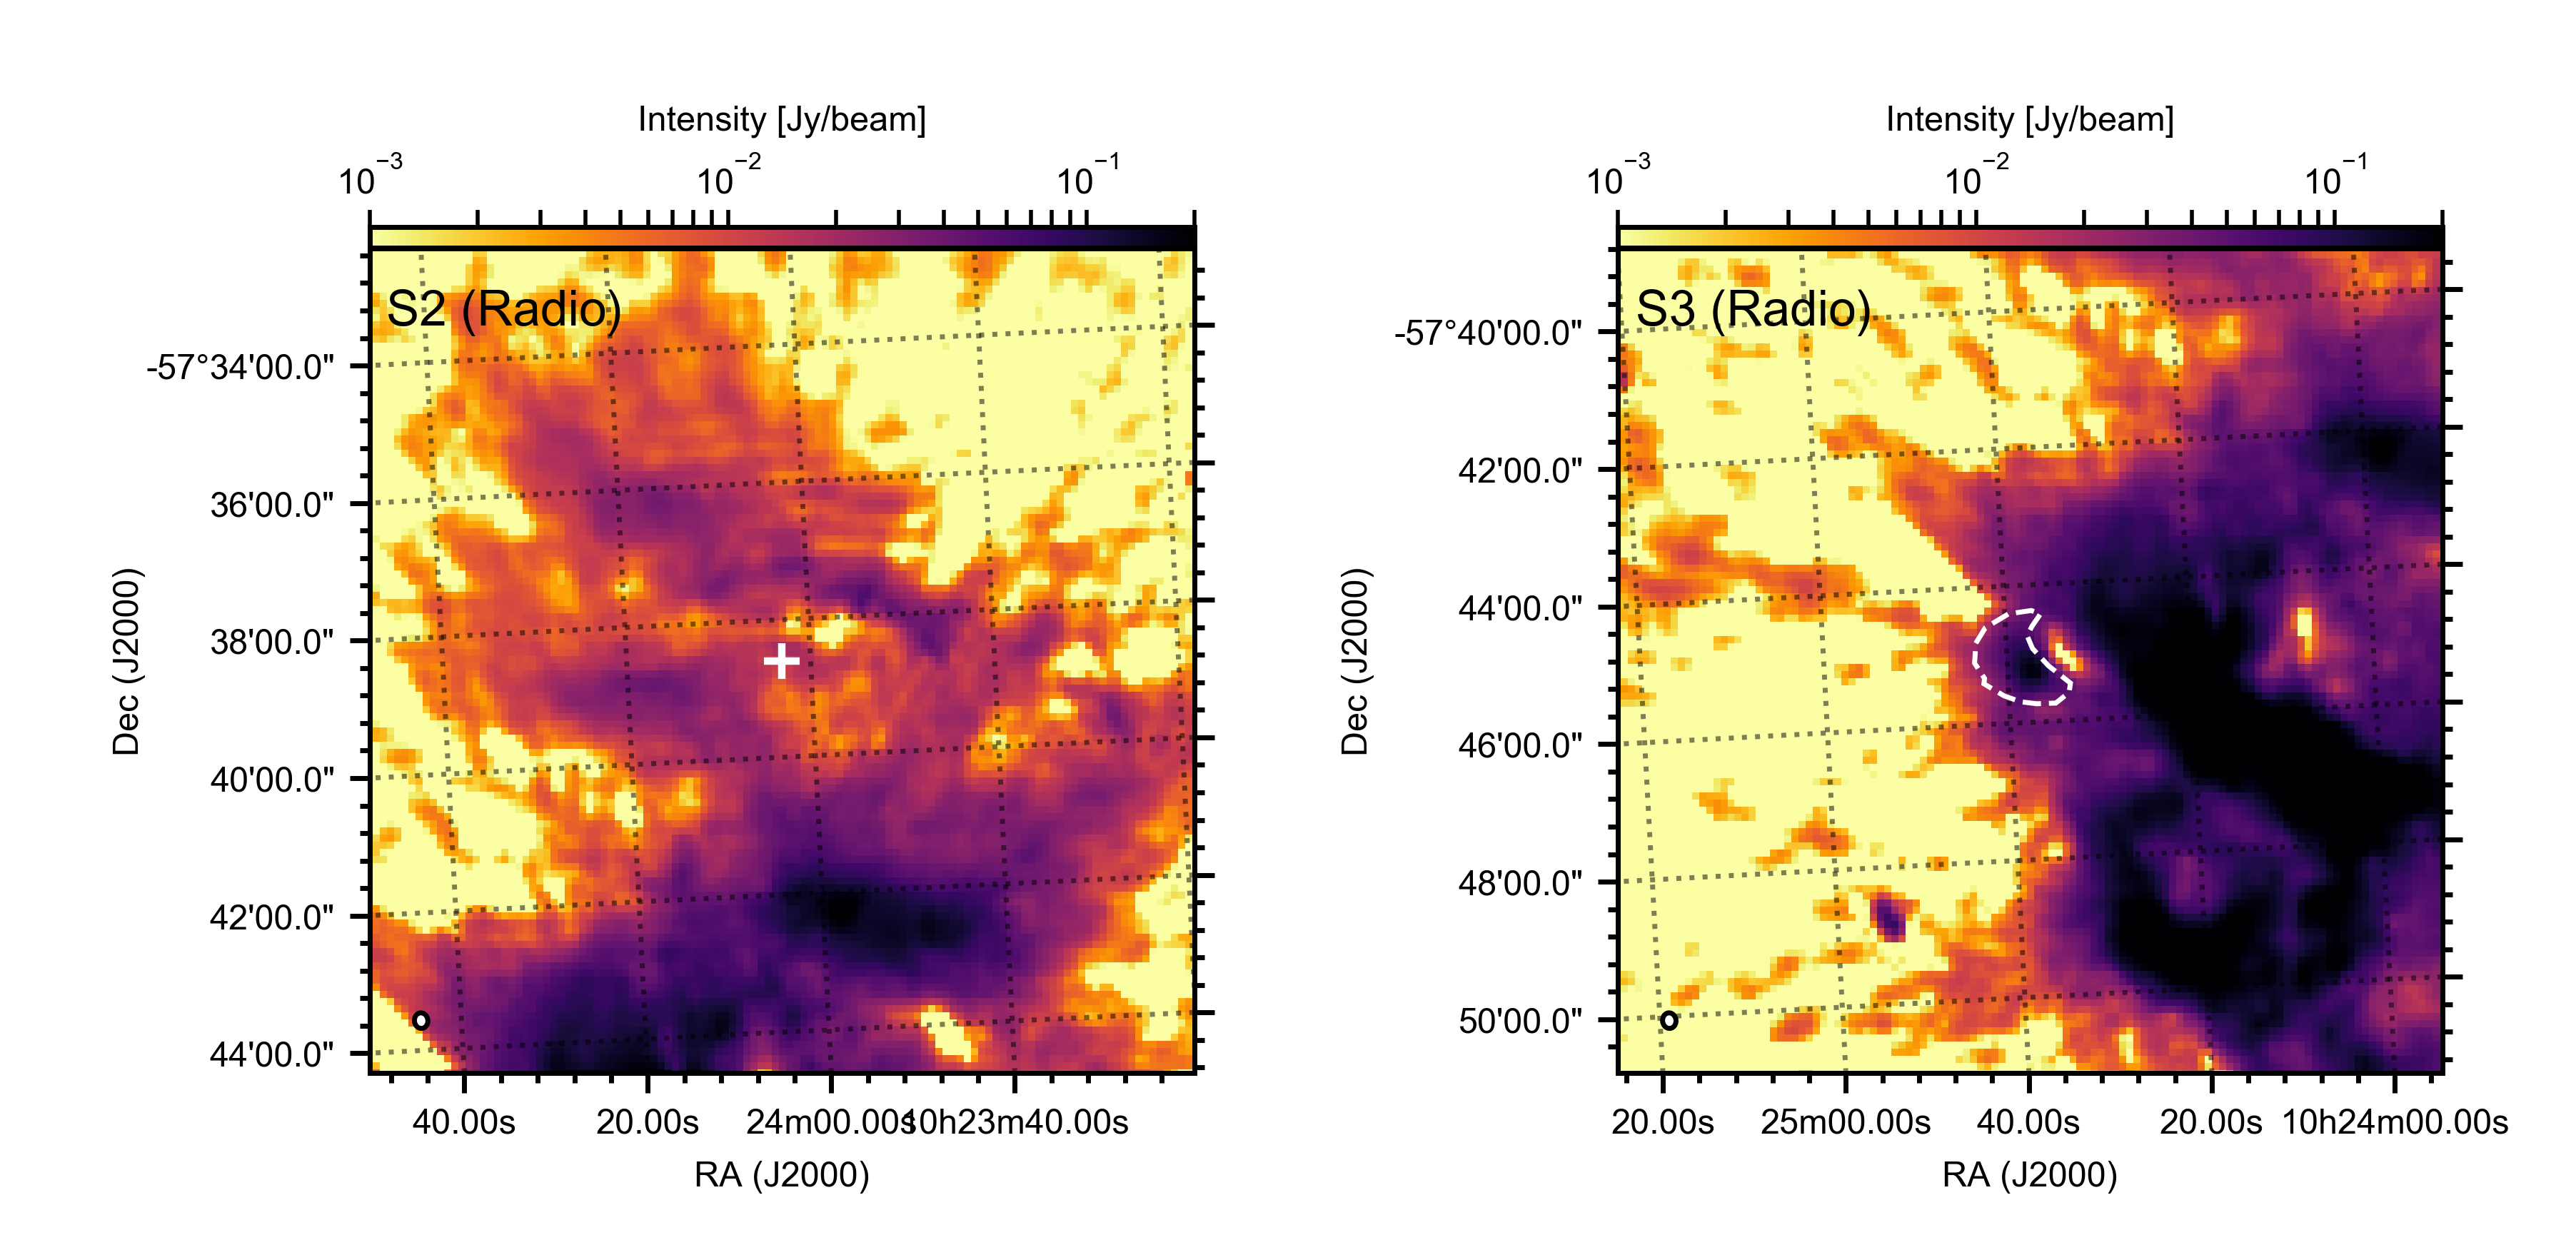 Intensity [Jy/beam]
10⁻³ 10⁻² 10⁻¹
S2 (Radio)
-57°34'00.0"
36'00.0"
38'00.0"
40'00.0"
42'00.0"
44'00.0"
Dec (J2000)
40.00s 20.00s 24m00.00s 10h23m40.00s
RA (J2000)
Intensity [Jy/beam]
10⁻³ 10⁻² 10⁻¹
S3 (Radio)
-57°40'00.0"
42'00.0"
44'00.0"
46'00.0"
48'00.0"
50'00.0"
Dec (J2000)
20.00s 25m00.00s 40.00s 20.00s 10h24m00.00s
RA (J2000)